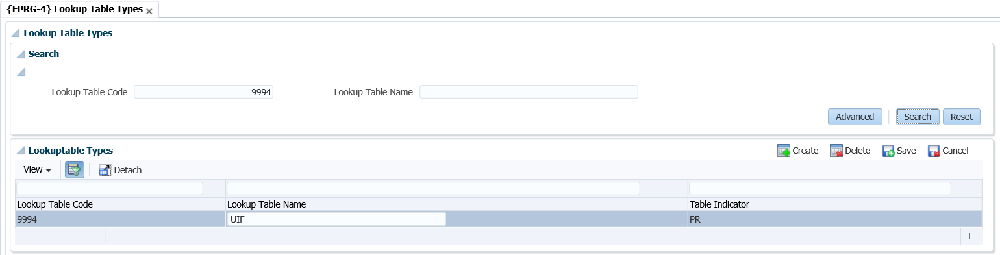 {FPRG-4} Lookup Table Types
Lookup Table Types
Search
Lookup Table Code 9994 Lookup Table Name
Advanced Search Reset
Lookuptable Types Create Delete Save Cancel
View Detach
Lookup Table Code Lookup Table Name Table Indicator
9994 UIF PR
1